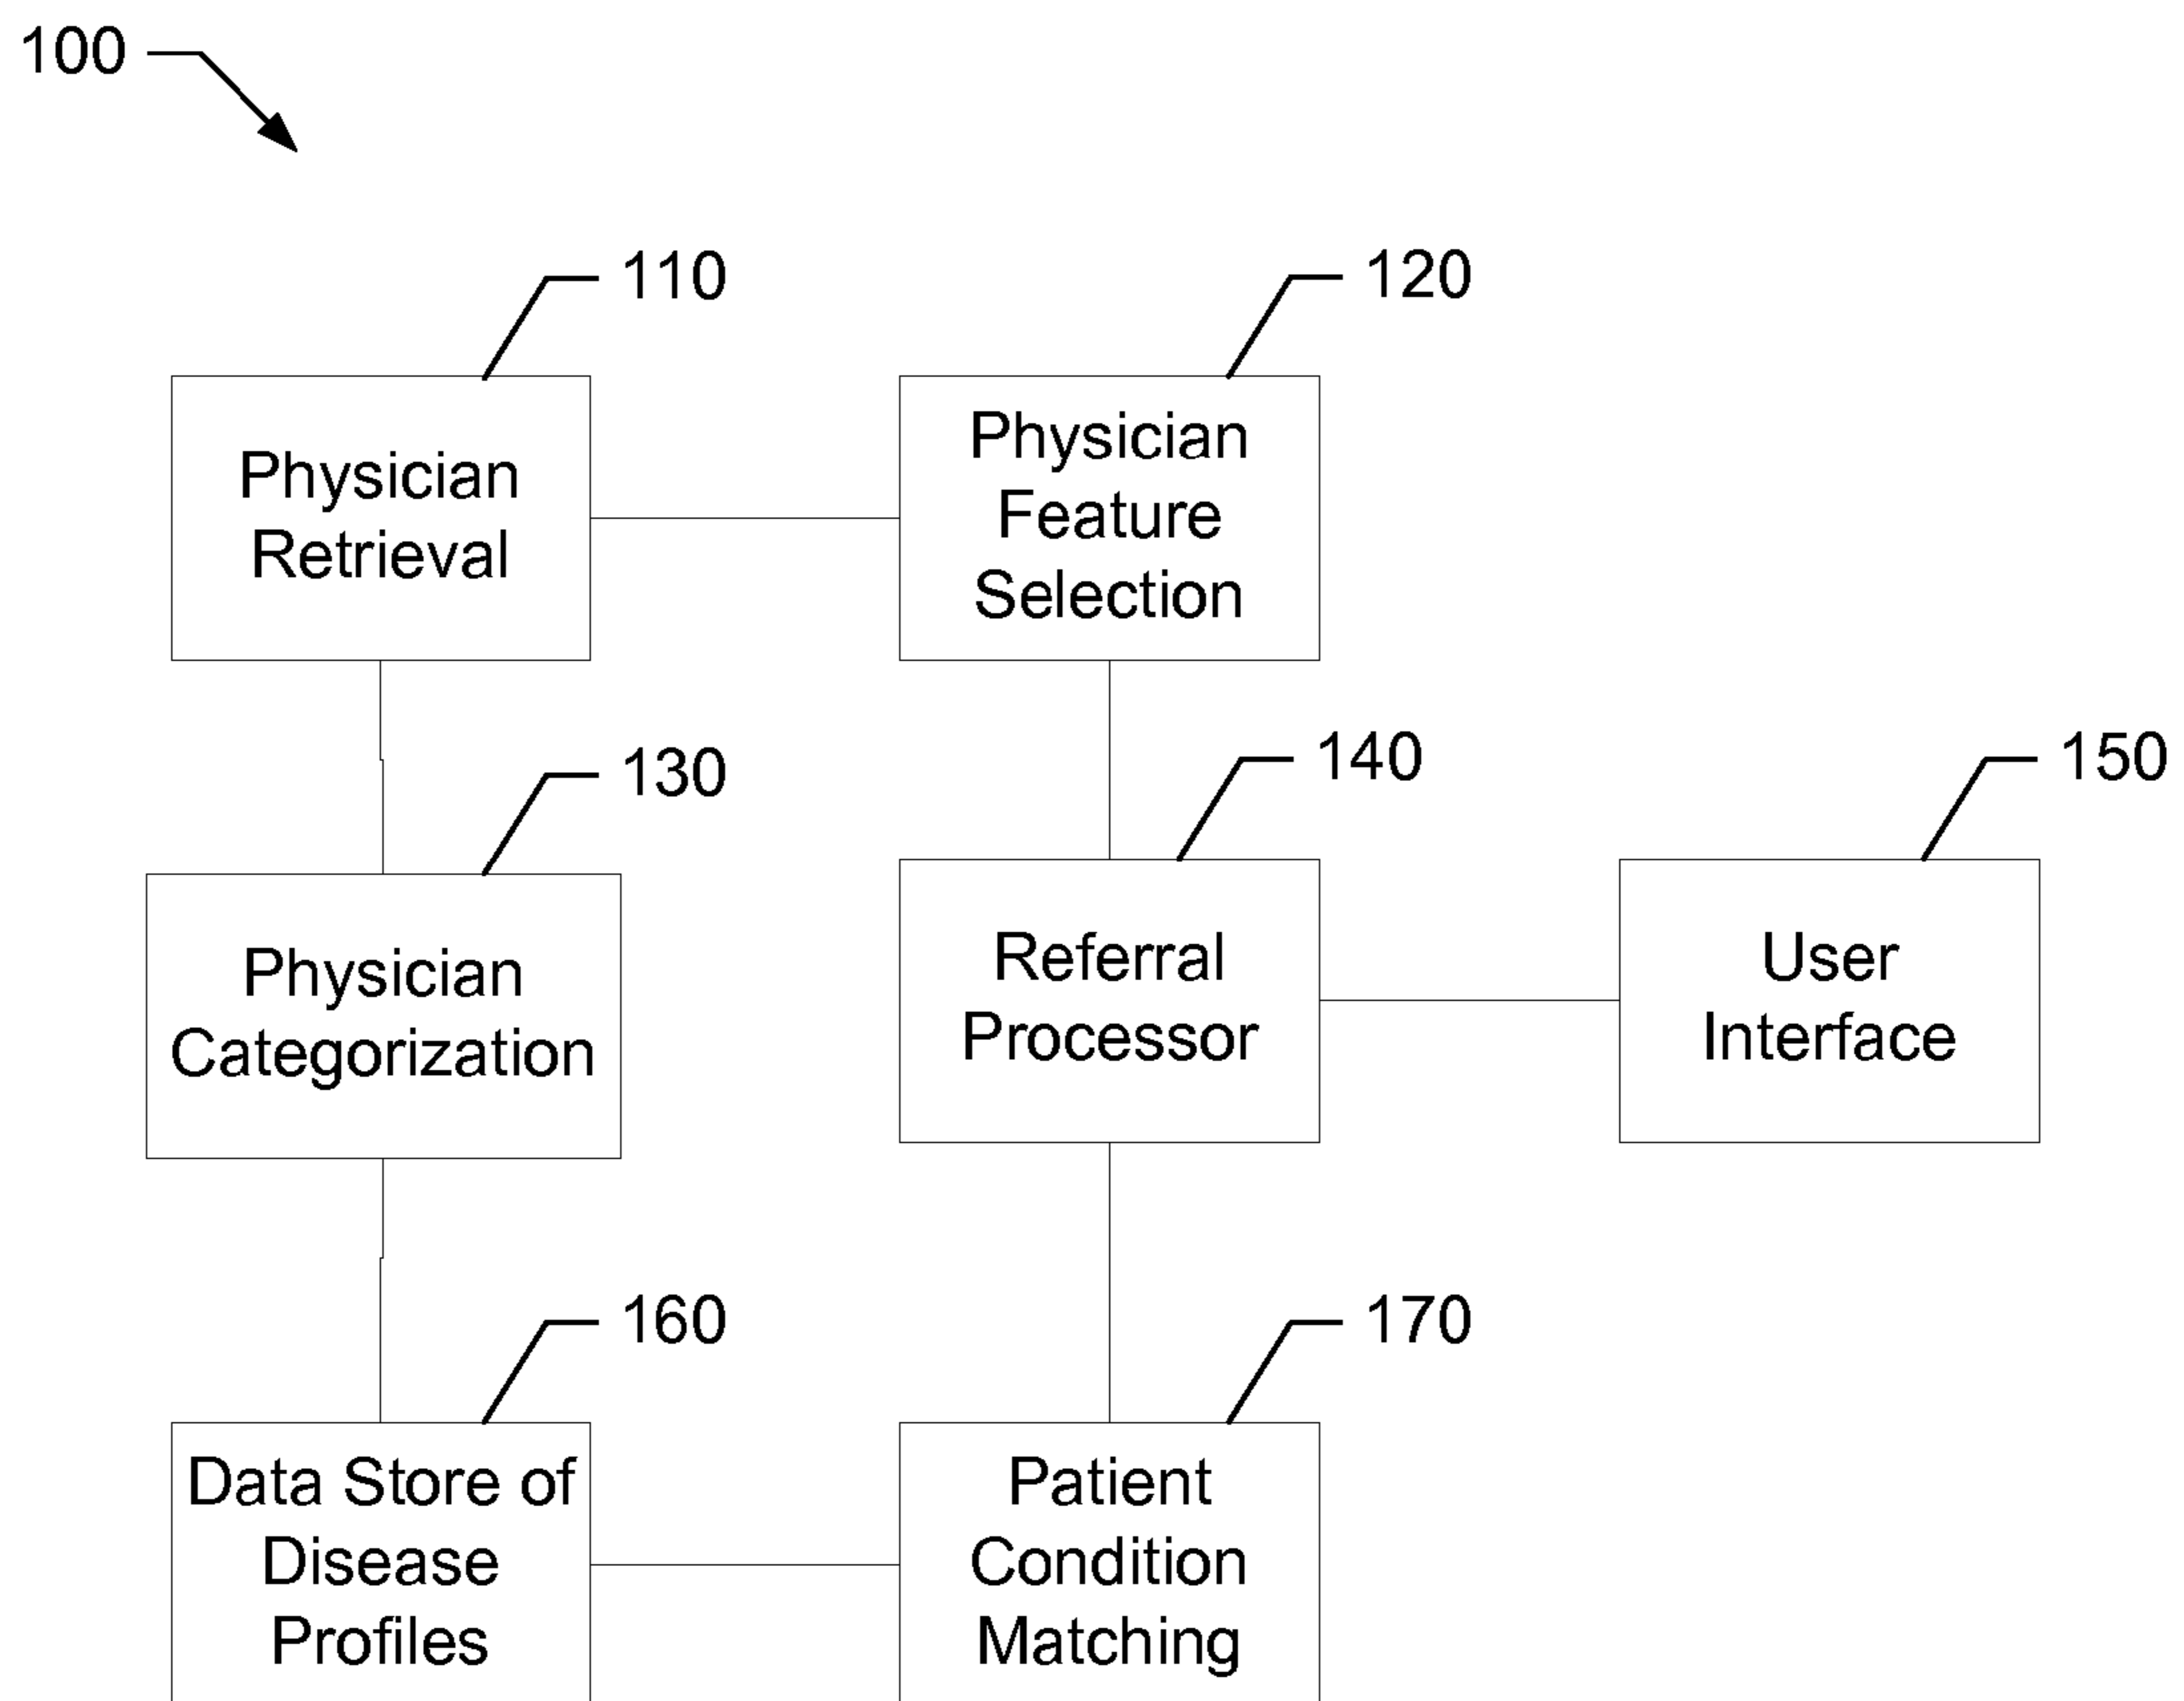 100
110
120
Physician
Retrieval
Physician
Feature
Selection
130
140
150
Physician
Categorization
Referral
Processor
User
Interface
160
170
Data Store of
Disease
Profiles
Patient
Condition
Matching